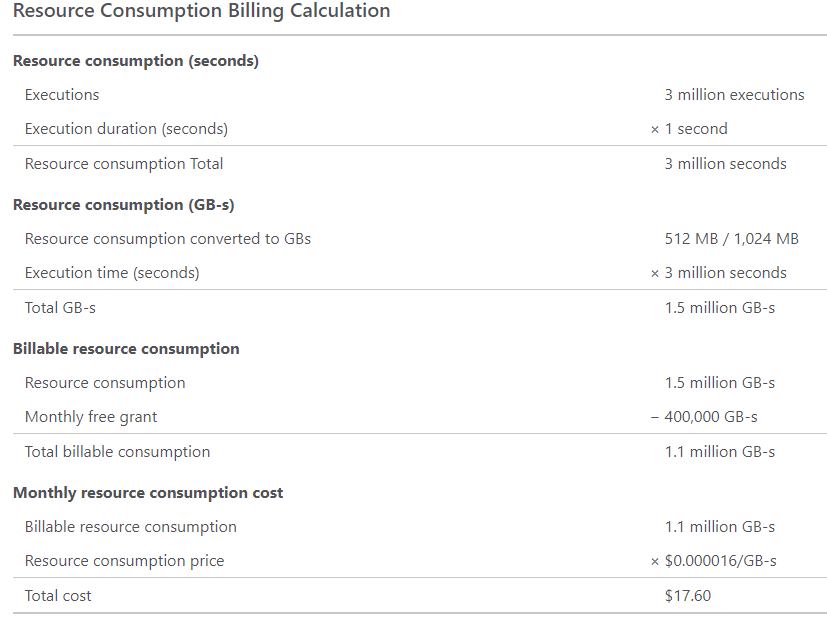 Resource Consumption Billing Calculation
Resource consumption (seconds)
Executions 3 million executions
Execution duration (seconds) × 1 second
Resource consumption Total 3 million seconds
Resource consumption (GB-s)
Resource consumption converted to GBs 512 MB / 1,024 MB
Execution time (seconds) × 3 million seconds
Total GB-s 1.5 million GB-s
Billable resource consumption
Resource consumption 1.5 million GB-s
Monthly free grant – 400,000 GB-s
Total billable consumption 1.1 million GB-s
Monthly resource consumption cost
Billable resource consumption 1.1 million GB-s
Resource consumption price × $0.000016/GB-s
Total cost $17.60